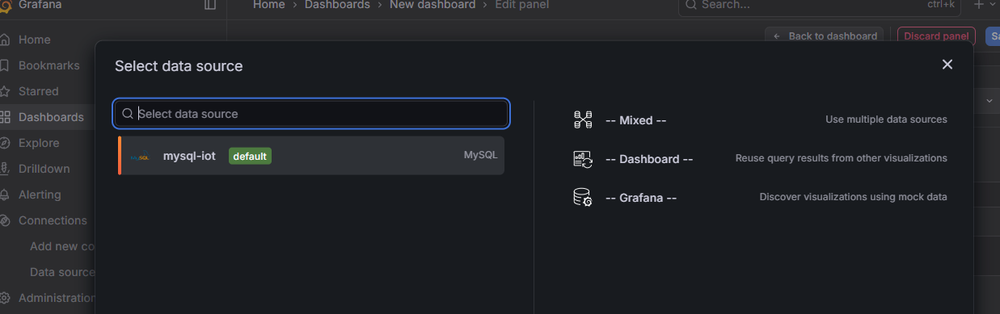 Grafana
Home › Dashboards › New dashboard › Edit panel
Search...
ctrl+k
Home
Back to dashboard
Discard panel
Bookmarks
Starred
Dashboards
Explore
Drilldown
Alerting
Connections
Add new co
Data source
Administration
Select data source
Select data source
mysql-iot default MySQL
-- Mixed -- Use multiple data sources
-- Dashboard -- Reuse query results from other visualizations
-- Grafana -- Discover visualizations using mock data